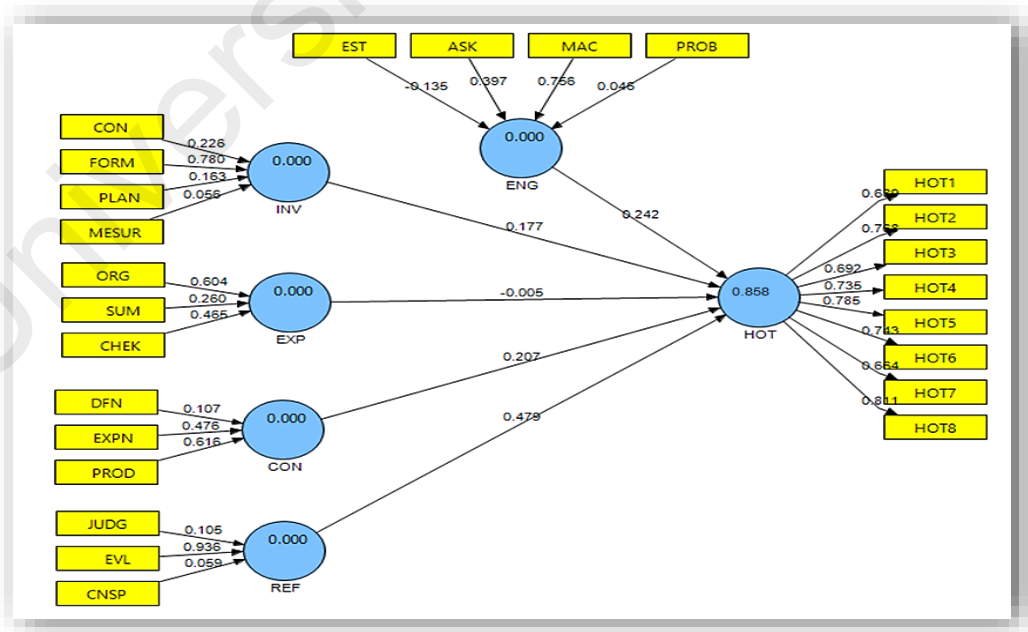 EST ASK MAC PROB
-0.135 0.397 0.756
0.000
ENG
CON
FORM
PLAN
MESUR
0.226
0.780
0.163
0.056
0.000
INV
0.177
0.242
ORG
SUM
CHEK
0.604
0.260
0.465
0.000
EXP
-0.005
DFN
EXPN
PROD
0.107
0.476
0.616
0.000
CON
0.207
JUDG
EVL
CNSP
0.105
0.936
0.059
0.000
REF
0.479
0.858
HOT
0.692
0.735
0.785
0.743
0.811
HOT1
HOT2
HOT3
HOT4
HOT5
HOT6
HOT7
HOT8